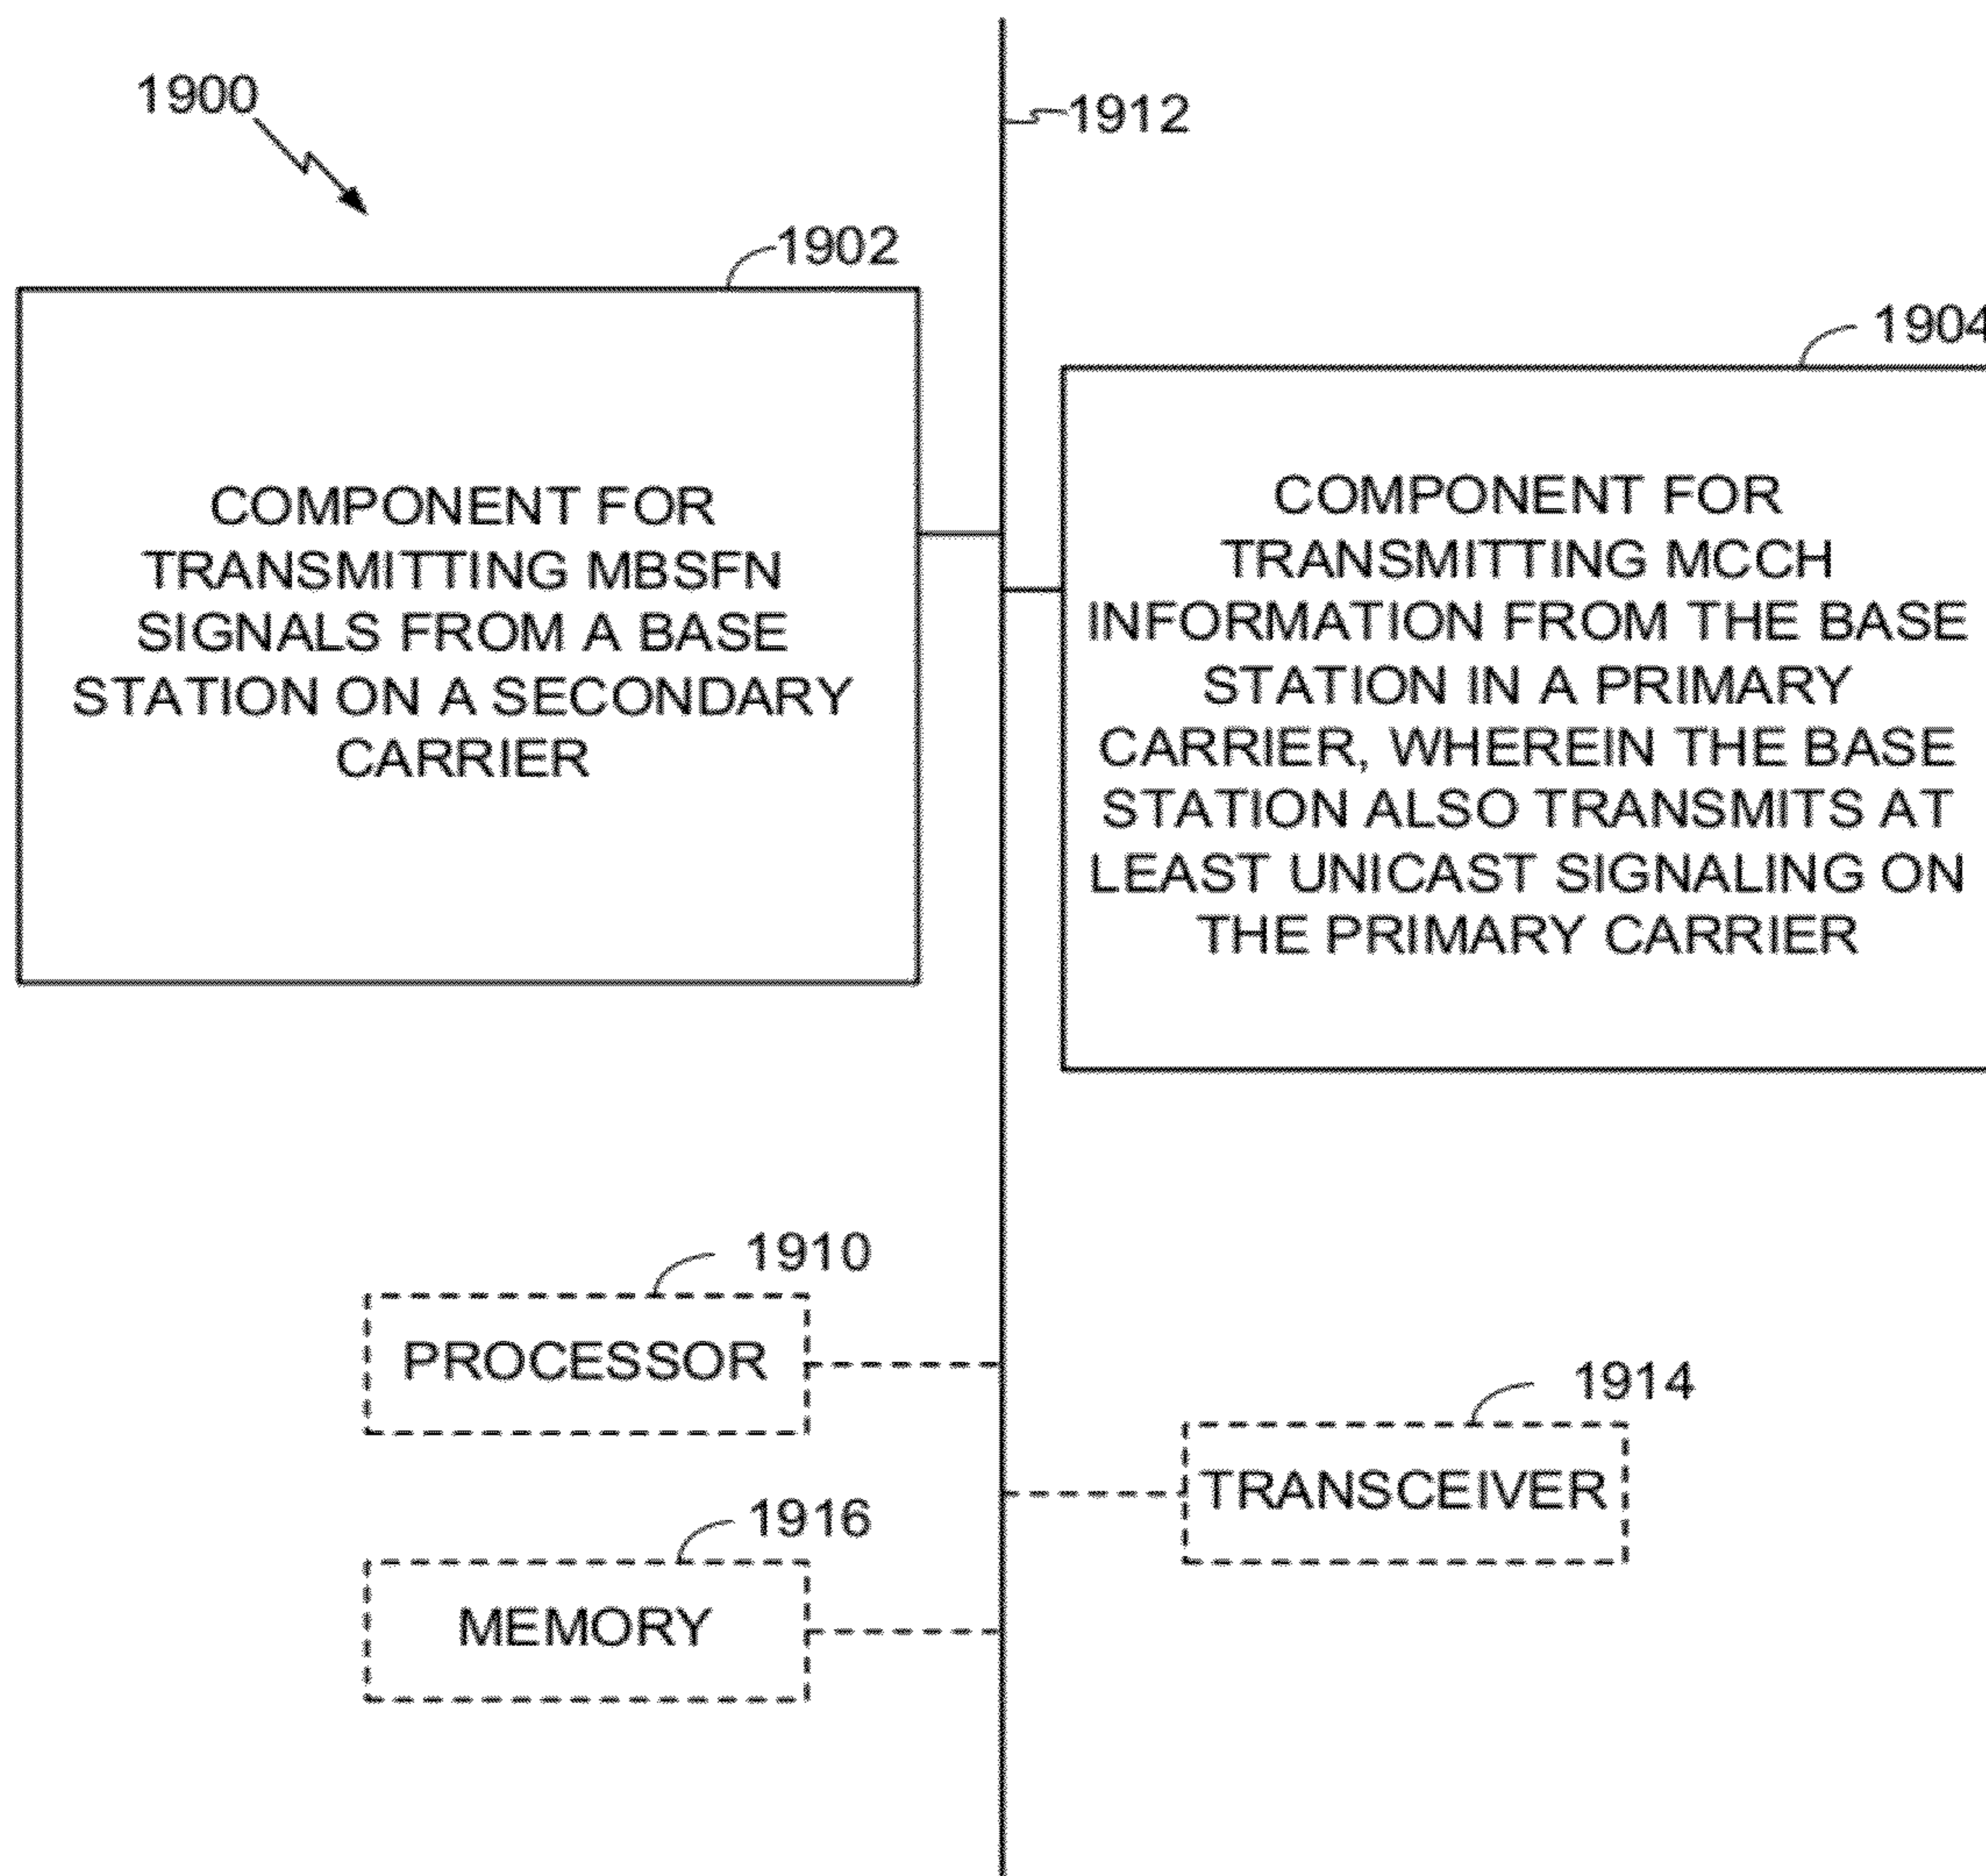 1900
1912
1902
1904
COMPONENT FOR
TRANSMITTING MBSFN
SIGNALS FROM A BASE
STATION ON A SECONDARY
CARRIER
COMPONENT FOR
TRANSMITTING MCCH
INFORMATION FROM THE BASE
STATION IN A PRIMARY
CARRIER, WHEREIN THE BASE
STATION ALSO TRANSMITS AT
LEAST UNICAST SIGNALING ON
THE PRIMARY CARRIER
1910
PROCESSOR
1914
TRANSCEIVER
1916
MEMORY